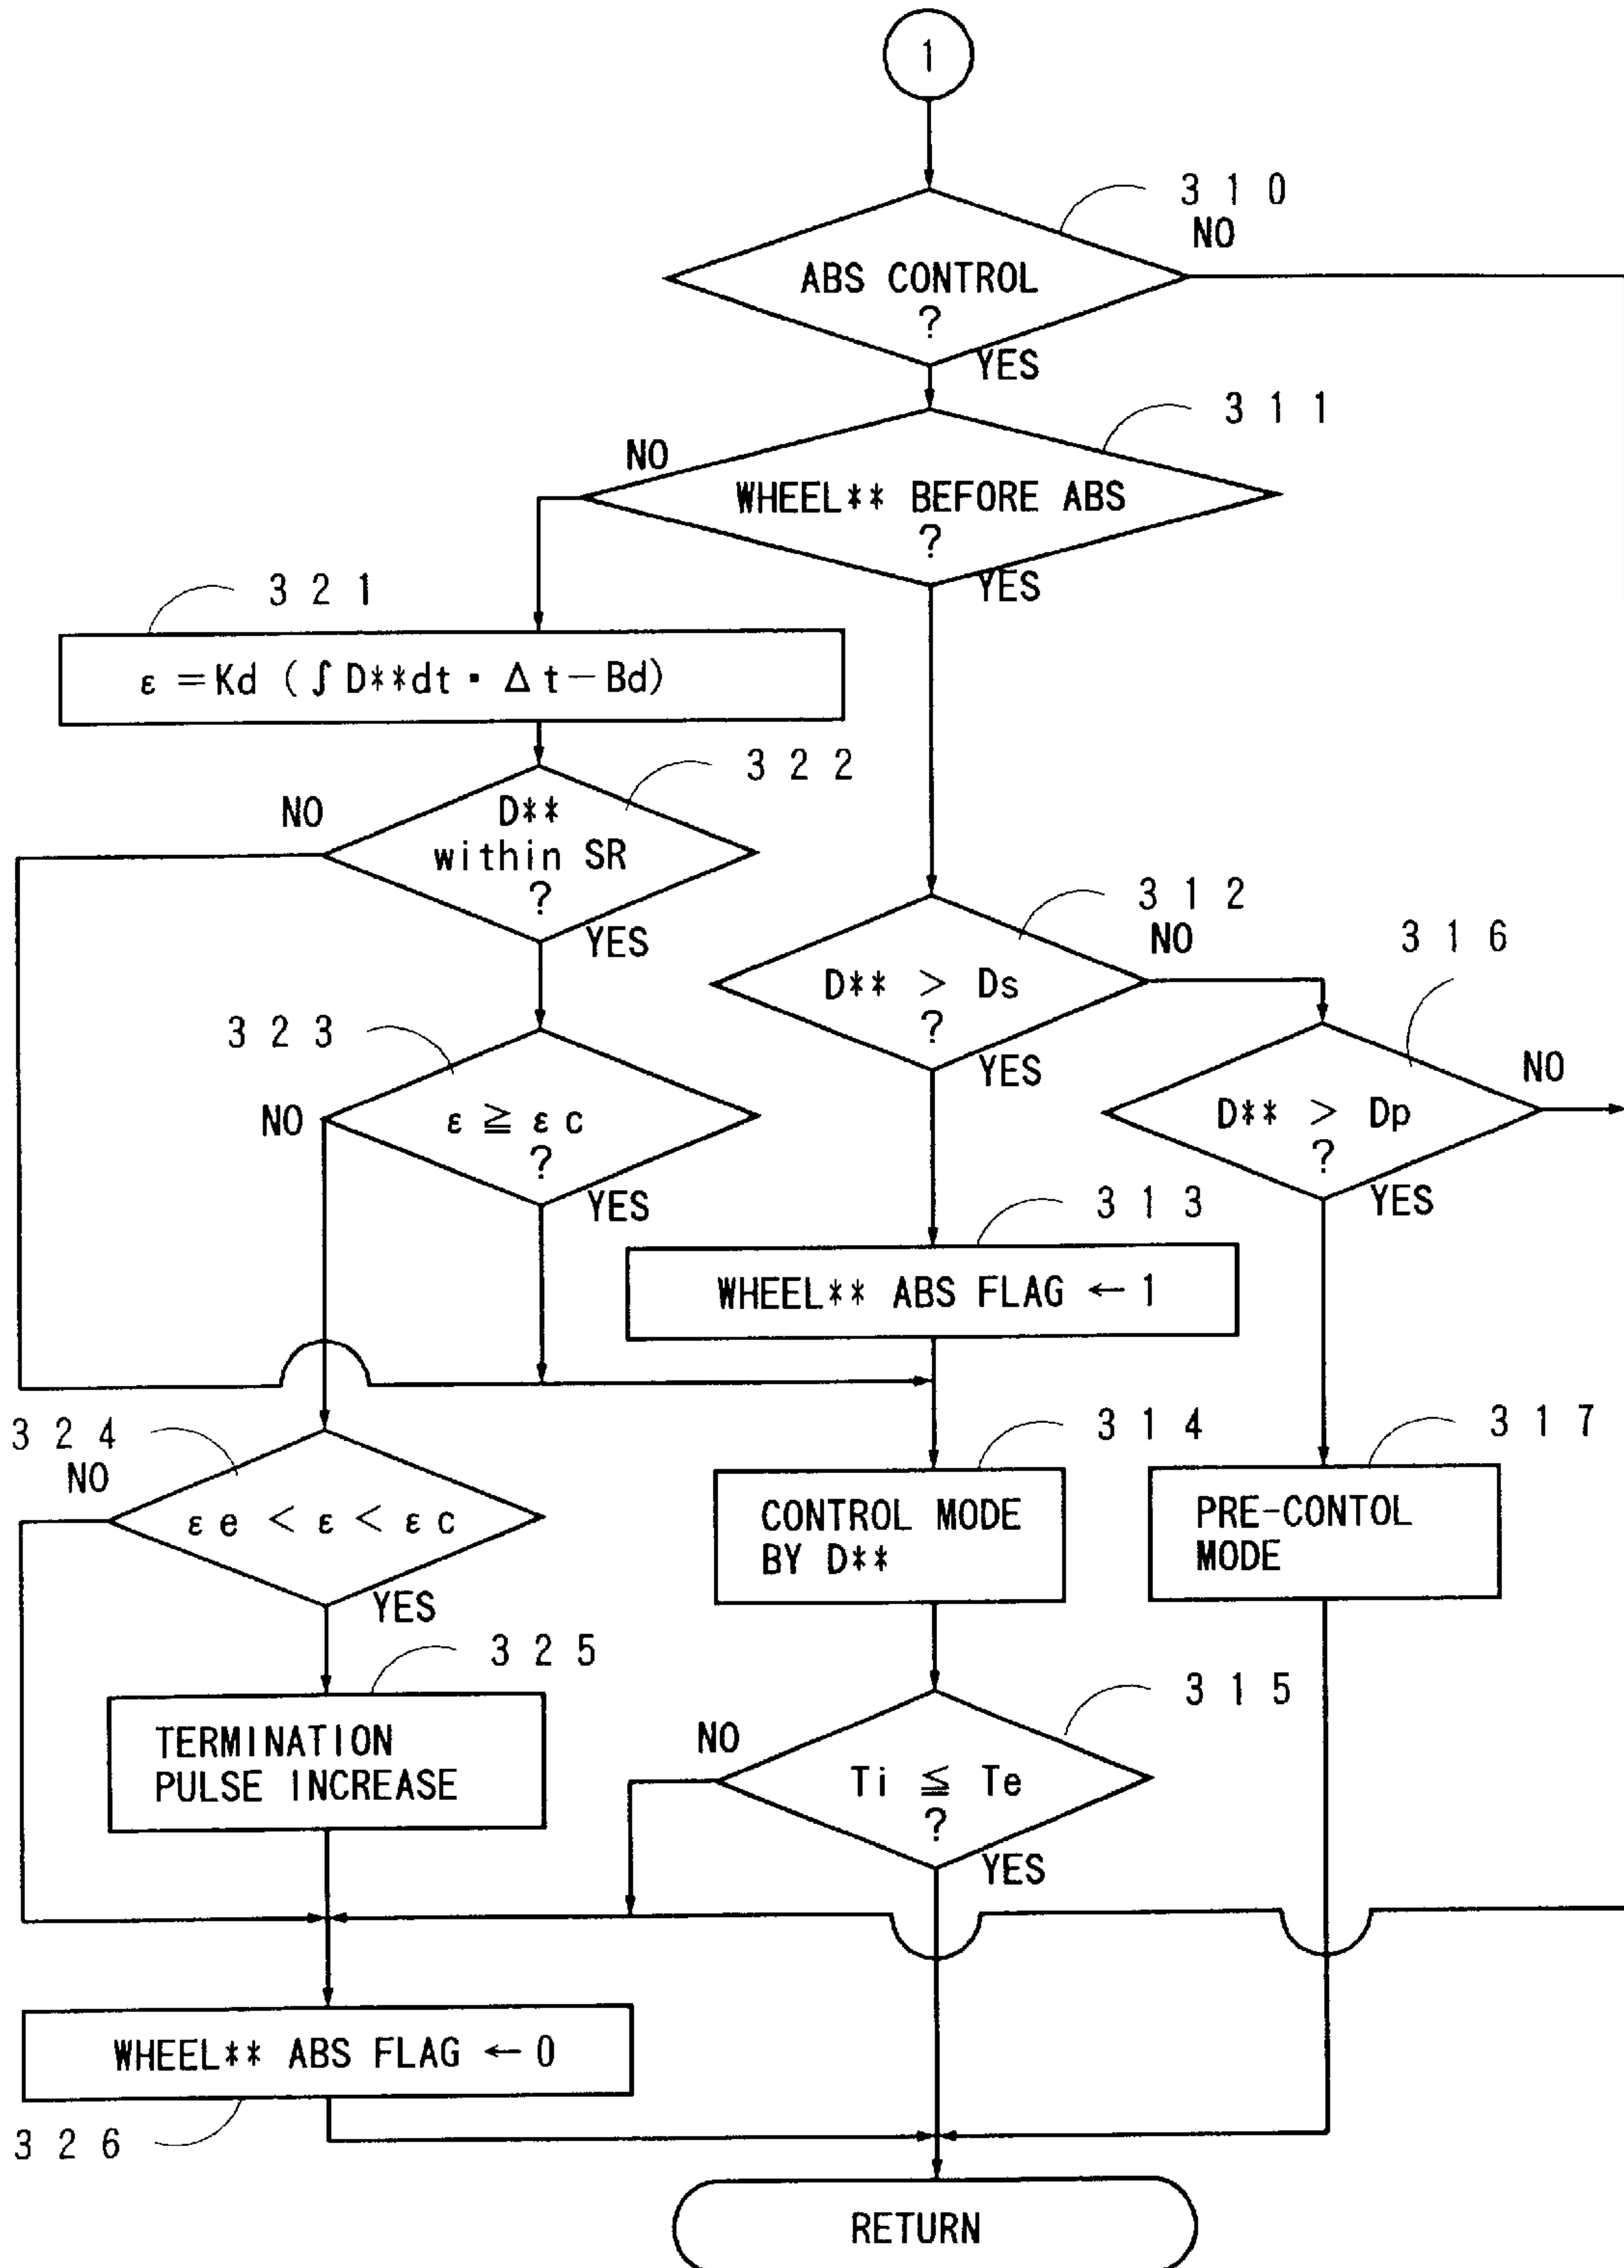 1
3 1 0
NO
ABS CONTROL
?
YES
3 1 1
NO
WHEEL** BEFORE ABS
?
YES
3 2 1
ε =Kd (∫D**dt・Δt−Bd)
3 2 2
NO
D**
within SR
?
YES
3 1 2
NO
D** > Ds
?
YES
3 1 6
NO
D** > Dp
?
YES
3 2 3
NO
ε ≧ ε c
?
YES
3 1 3
WHEEL** ABS FLAG ← 1
3 2 4
NO
ε e < ε < ε c
YES
3 1 4
CONTROL MODE
BY D**
3 1 7
PRE-CONTOL
MODE
3 2 5
TERMINATION
PULSE INCREASE
3 1 5
NO
Ti ≦ Te
?
YES
WHEEL** ABS FLAG ← 0
3 2 6
RETURN